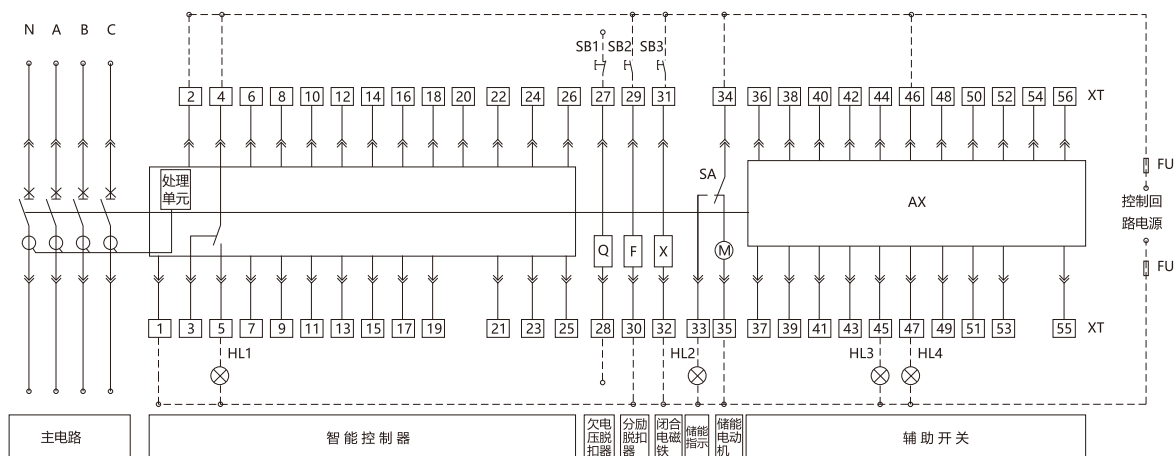 N A B C
SB1 SB2 SB3
2 4 6 8 10 12 14 16 18 20 22 24 26 27 29 31 34 36 38 40 42 44 46 48 50 52 54 56 XT
FU
处理
单元
SA
AX
控制回
路电源
Q F X M
FU
1 3 5 7 9 11 13 15 17 19 21 23 25 28 30 32 33 35 37 39 41 43 45 47 49 51 53 55 XT
HL1 HL2 HL3 HL4
主电路
智能控制器
欠电
压脱
扣器
分励
脱扣
器
闭合
电磁
铁
储能
指示
储能
电动
机
辅助开关